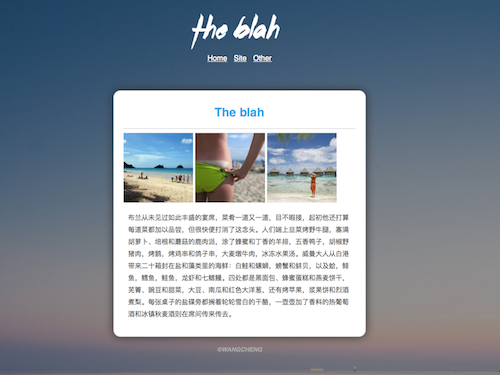 the blah
Home Site Other
The blah
布兰从未见过如此丰盛的宴席，菜肴一道又一道，目不暇接，起初他还打算
每道菜都加以品尝，但很快便打消了这念头。人们端上韭菜烤野牛腿，塞满
胡萝卜、培根和蘑菇的鹿肉派，涂了蜂蜜和丁香的羊排，五香鸭子，胡椒野
猪肉，烤鹅，烤鸡串和鸽子串，大麦燉牛肉，冰冻水果汤。威曼大人从白港
带来二十箱封在盐和藻类里的海鲜：白鲑和螺蛳，螃蟹和蚌贝，以及蛤，鲱
鱼，鳕鱼，鲑鱼，龙虾和七鳃鳗。四处都是黑面包、蜂蜜蛋糕和燕麦饼干，
芜菁、豌豆和甜菜，大豆、南瓜和红色大洋葱，还有烤苹果，浆果饼和烈酒
煮梨。每张桌子的盐碟旁都搁着轮轮雪白的干酪，一壶壶加了香料的热葡萄
酒和冰镇秋麦酒则在席间传来传去。
©WANGCHENG